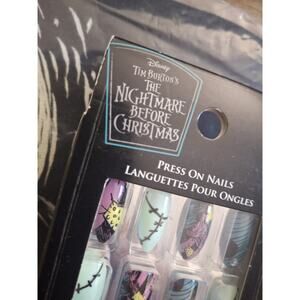 Disney
TIM BURTON'S
THE
NIGHTMARE
BEFORE
CHRISTMAS
PRESS ON NAILS
LANGUETTES POUR ONGLES